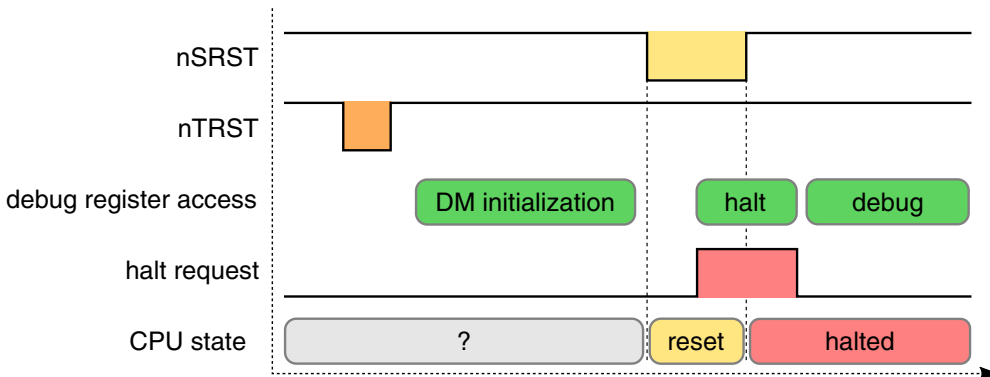 nSRST
nTRST
debug register access DM initialization halt debug
halt request
CPU state ? reset halted